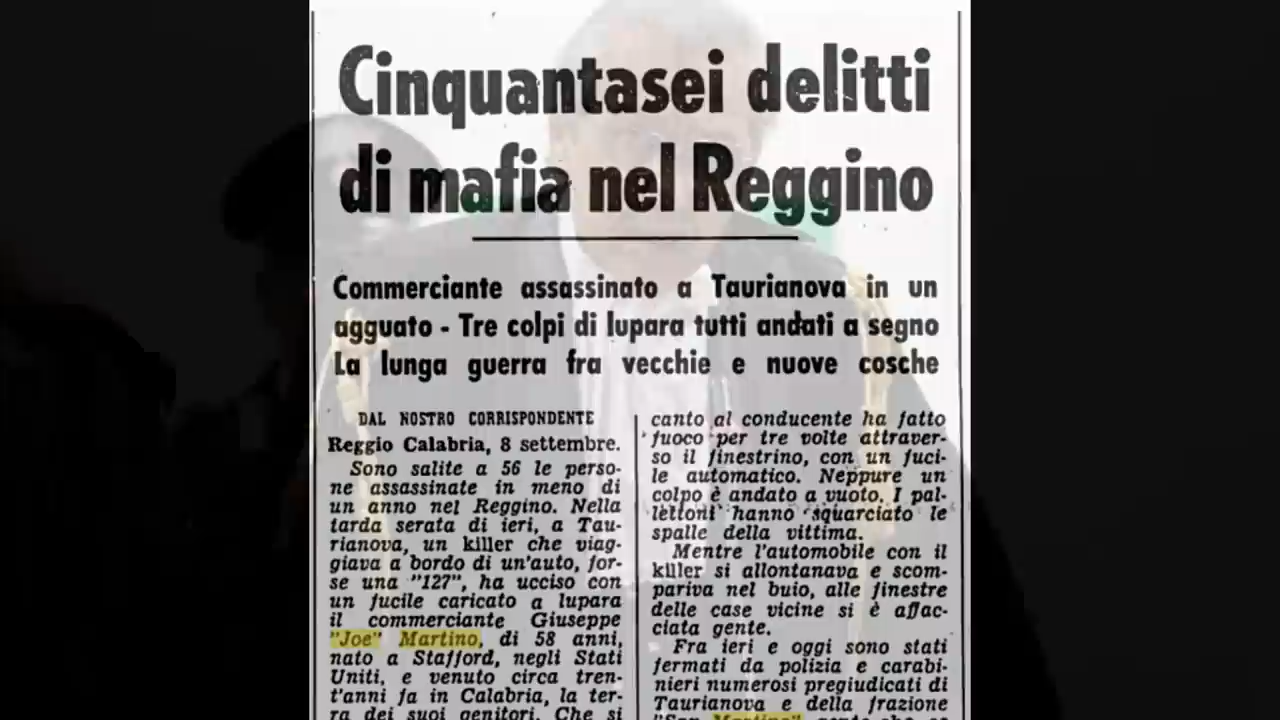 Cinquantasei delitti
di mafia nel Reggino
Commerciante assassinato a Taurianova in un
agguato - Tre colpi di lupara tutti andati a segno
La lunga guerra fra vecchie e nuove cosche
DAL NOSTRO CORRISPONDENTE
Reggio Calabria, 8 settembre.
Sono salite a 56 le perso-
ne assassinate in meno di
un anno nel Reggino. Nella
tarda serata di ieri, a Tau-
rianova, un killer che viag-
giava a bordo di un'auto, for-
se una "127", ha ucciso con
un fucile caricato a lupara
il commerciante Giuseppe
"Joe" Martino, di 58 anni,
nato a Stafford, negli Stati
Uniti, e venuto circa tren-
t'anni fa in Calabria, la ter-
ra dei suoi genitori. Che si
canto al conducente ha fatto
fuoco per tre volte attraver-
so il finestrino, con un fuci-
le automatico. Neppure un
colpo è andato a vuoto. I pal-
lettoni hanno squarciato le
spalle della vittima.
Mentre l'automobile con il
killer si allontanava e scom-
pariva nel buio, alle finestre
delle case vicine si è affac-
ciata gente.
Fra ieri e oggi sono stati
fermati da polizia e carabi-
nieri numerosi pregiudicati di
Taurianova e della frazione
"San Martino"